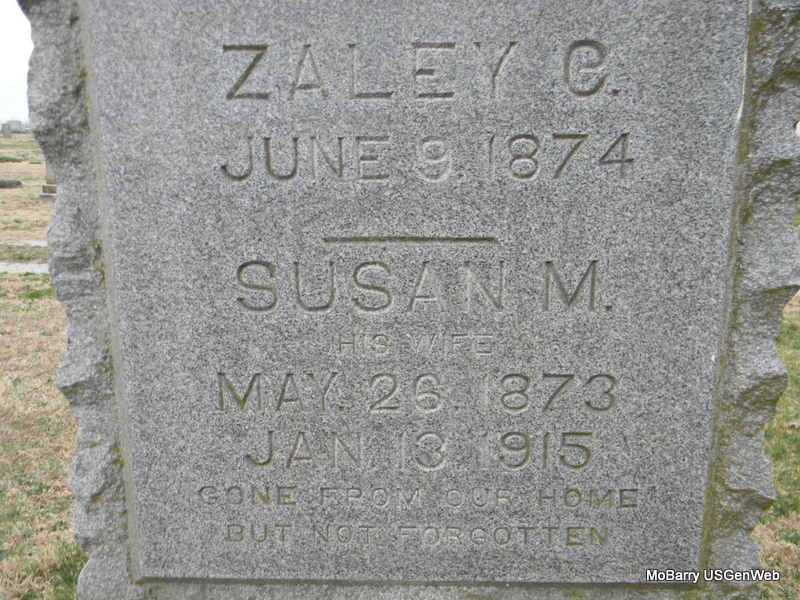 ZALEY G.
JUNE 9. 1874
SUSAN M.
HIS WIFE
MAY. 26. 1873
JAN. 13. 1915
GONE FROM OUR HOME
BUT NOT FORGOTTEN
MoBarry USGenWeb